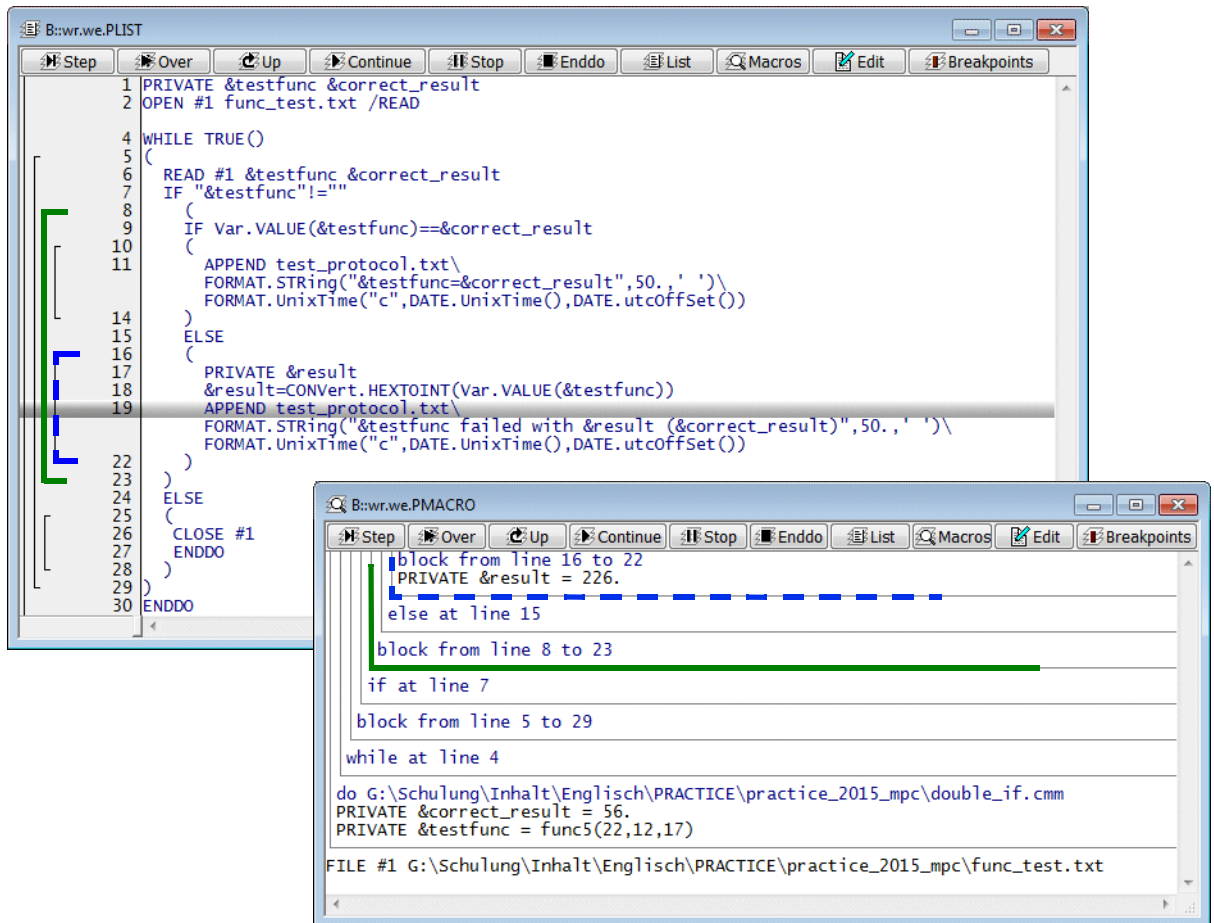 B::wr.we.PLIST
Step Over Up Continue Stop Enddo List Macros Edit Breakpoints
1 PRIVATE &testfunc &correct_result
2 OPEN #1 func_test.txt /READ
4 WHILE TRUE()
5 (
6 READ #1 &testfunc &correct_result
7 IF "&testfunc"!=""
8 (
9 IF Var.VALUE(&testfunc)==&correct_result
10 (
11 APPEND test_protocol.txt\
FORMAT.STRing("&testfunc=&correct_result",50.,' ')\
FORMAT.UnixTime("c",DATE.UnixTime(),DATE.utcOffSet())
14 )
15 ELSE
16 (
17 PRIVATE &result
18 &result=CONVert.HEXTOINT(Var.VALUE(&testfunc))
19 APPEND test_protocol.txt\
FORMAT.STRing("&testfunc failed with &result (&correct_result)",50.,' ')\
FORMAT.UnixTime("c",DATE.UnixTime(),DATE.utcOffSet())
22 )
23 )
24 ELSE
25 (
26 CLOSE #1
27 ENDDO
28 )
29 )
30 ENDDO
B::wr.we.PMACRO
Step Over Up Continue Stop Enddo List Macros Edit Breakpoints
block from line 16 to 22
PRIVATE &result = 226.
else at line 15
block from line 8 to 23
if at line 7
block from line 5 to 29
while at line 4
do G:\Schulung\Inhalt\Englisch\PRACTICE\practice_2015_mpc\double_if.cmm
PRIVATE &correct_result = 56.
PRIVATE &testfunc = func5(22,12,17)
FILE #1 G:\Schulung\Inhalt\Englisch\PRACTICE\practice_2015_mpc\func_test.txt